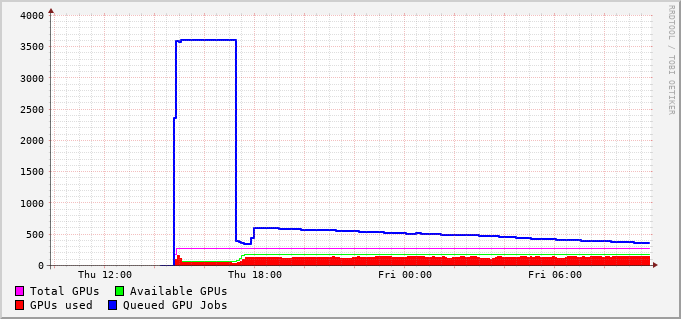 4000
3500
3000
2500
2000
1500
1000
500
0
Thu 12:00 Thu 18:00 Fri 00:00 Fri 06:00
Total GPUs Available GPUs
GPUs used Queued GPU Jobs
RRDTOOL / TOBI OETIKER